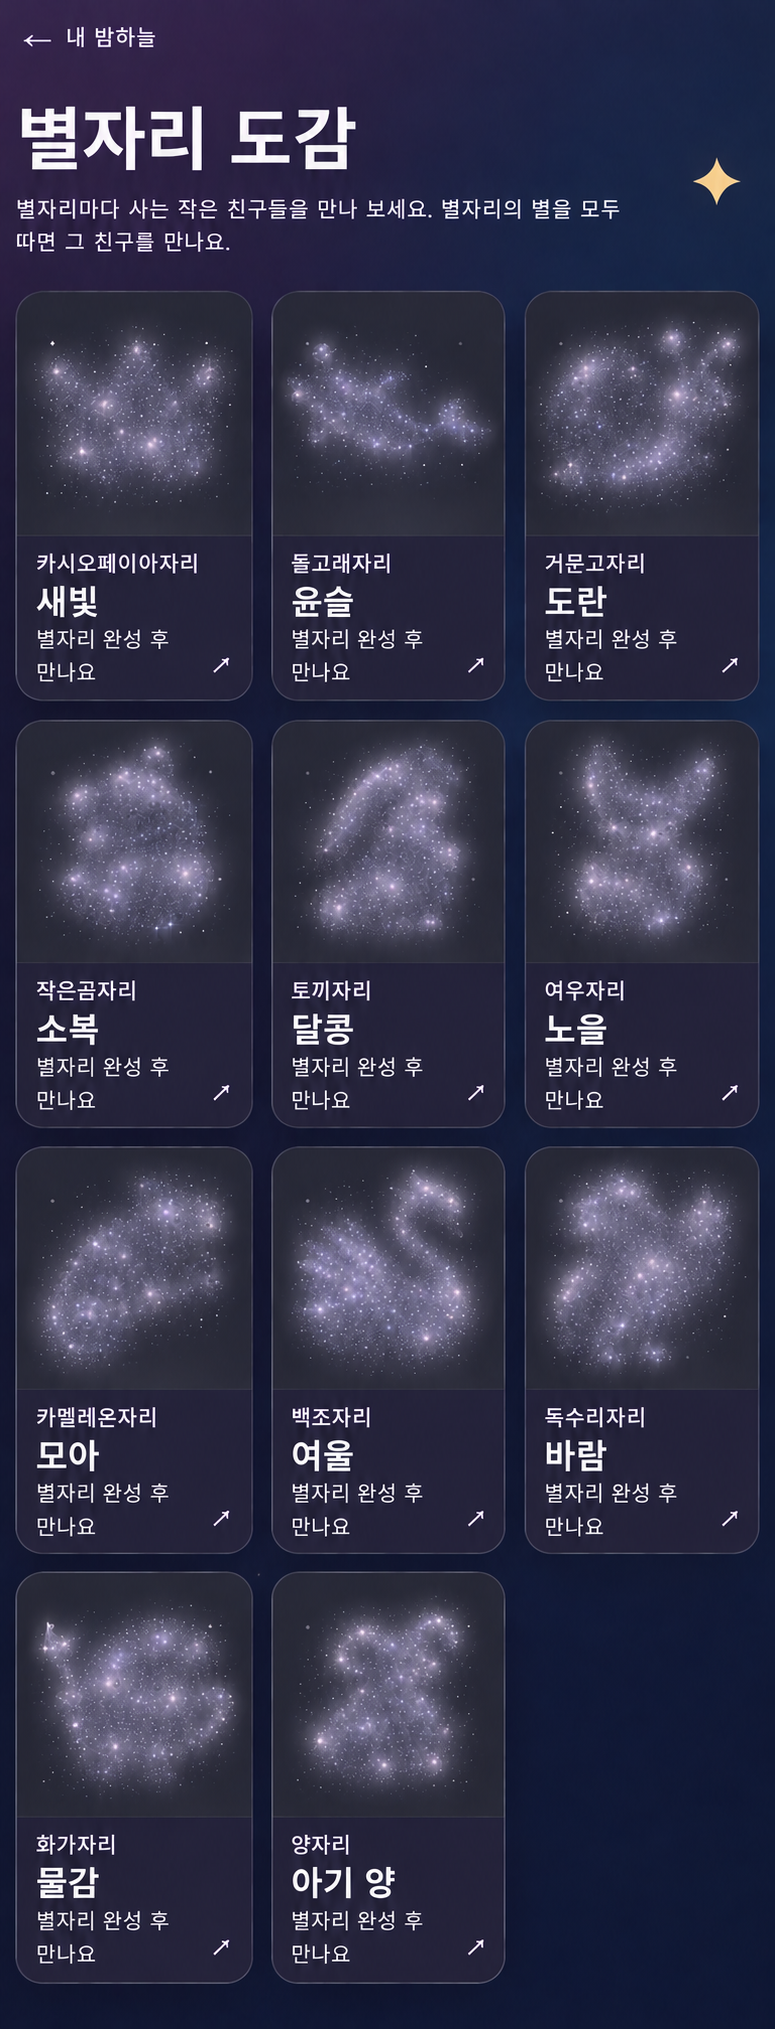 ← 내 밤하늘
별자리 도감
별자리마다 사는 작은 친구들을 만나 보세요. 별자리의 별을 모두
따면 그 친구를 만나요.
카시오페이아자리
새빛
별자리 완성 후
만나요 ↗
돌고래자리
윤슬
별자리 완성 후
만나요 ↗
거문고자리
도란
별자리 완성 후
만나요 ↗
작은곰자리
소복
별자리 완성 후
만나요 ↗
토끼자리
달콩
별자리 완성 후
만나요 ↗
여우자리
노을
별자리 완성 후
만나요 ↗
카멜레온자리
모아
별자리 완성 후
만나요 ↗
백조자리
여울
별자리 완성 후
만나요 ↗
독수리자리
바람
별자리 완성 후
만나요 ↗
화가자리
물감
별자리 완성 후
만나요 ↗
양자리
아기 양
별자리 완성 후
만나요 ↗